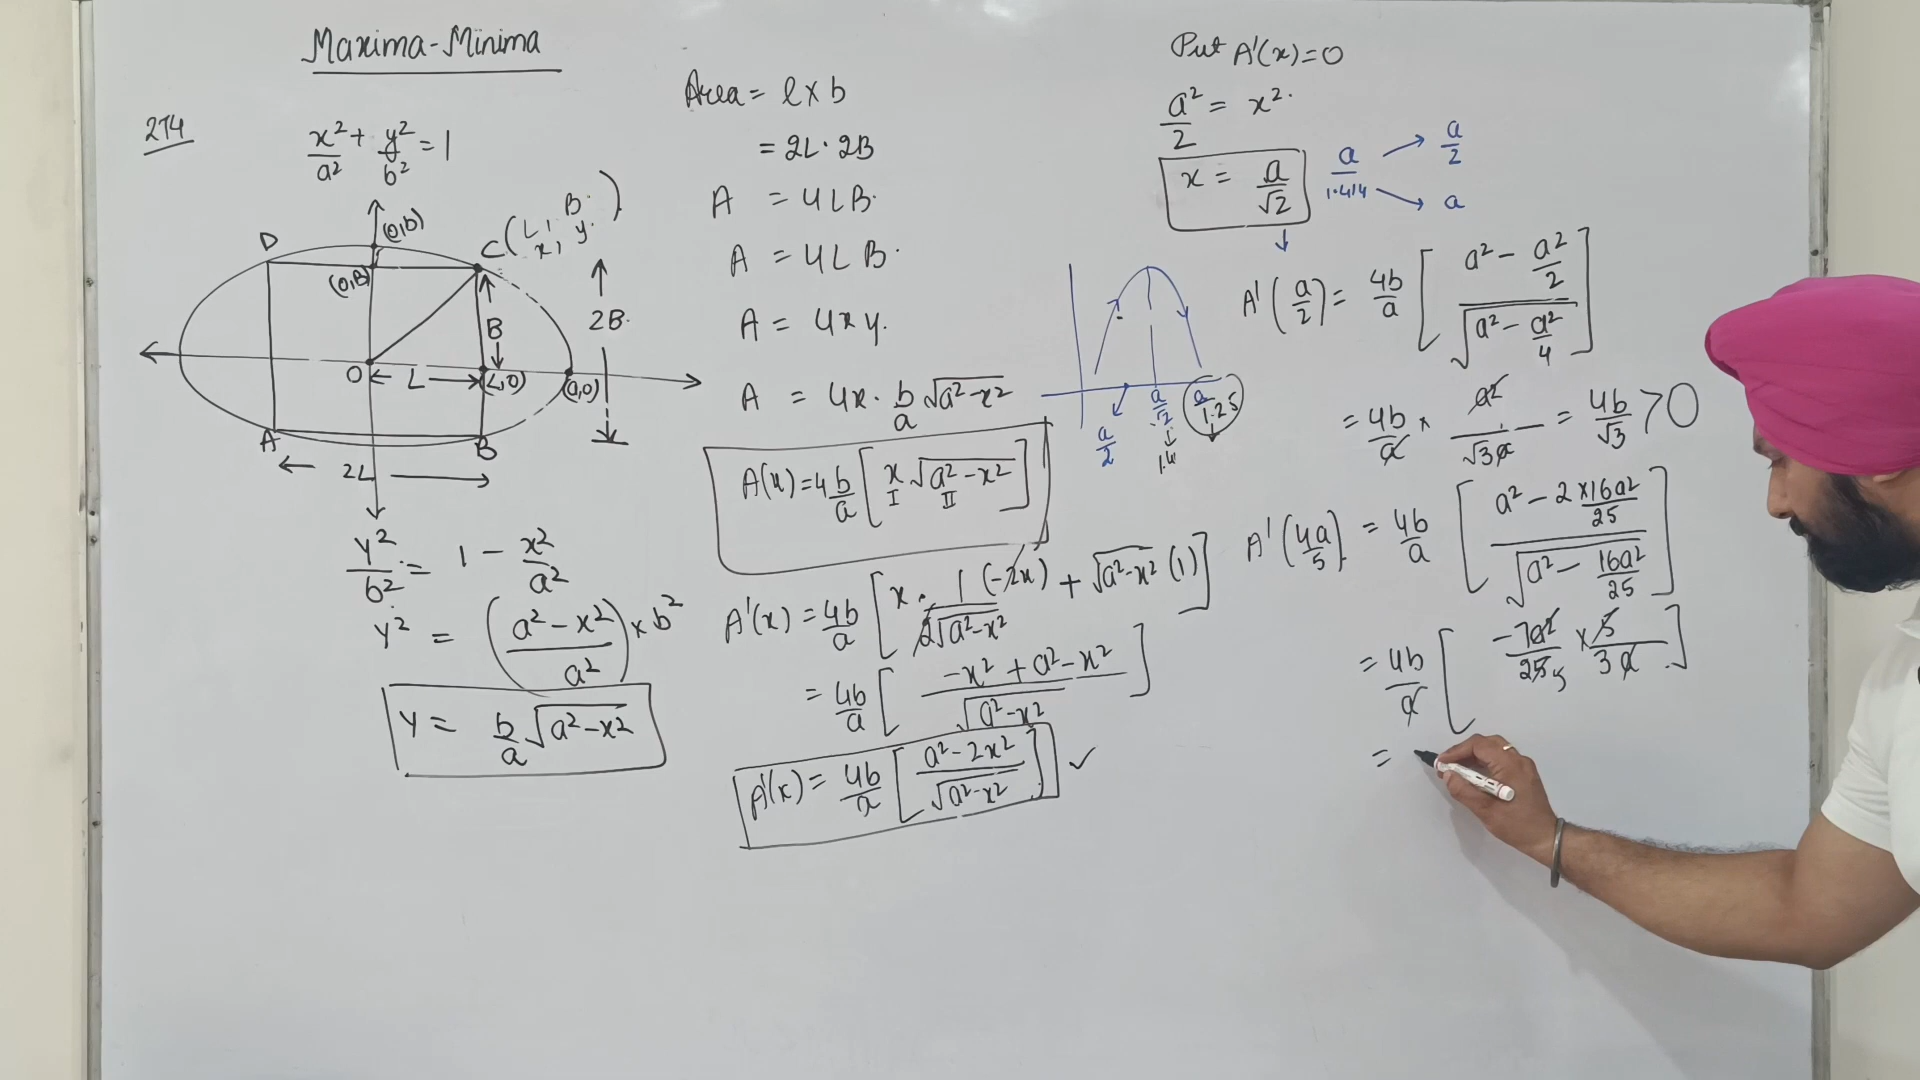 Maxima-Minima
274
x²/a² + y²/b² = 1
(0,b)
D
C(L, B
x, y)
(0,B)
B
2B
O
L
(L,0)
(a,0)
A
B
2L
y²/b² = 1 - x²/a²
y² = (a² - x²/a²) × b²
y = b/a √(a²-x²)
Area = l × b
= 2L · 2B
A = 4LB
A = 4LB
A = 4xy
A = 4x · b/a √(a²-x²)
A(x) = 4b/a [x √(a²-x²)]
I II
A'(x) = 4b/a [x · 1/(2√(a²-x²)) (-2x) + √(a²-x²) (1)]
= 4b/a [(-x² + a² - x²)/√(a²-x²)]
A'(x) = 4b/a [(a² - 2x²)/√(a²-x²)] ✓
Put A'(x) = 0
a²/2 = x²
x = a/√2
a/1.414
a/2
a
a/2
a/√2
a/1.25
A'(a/2) = 4b/a [(a² - a²/2)/√(a² - a²/4)]
= 4b/a × a²/(√3a) = 4b/√3 > 0
A'(4a/5) = 4b/a [(a² - 2×16a²/25)/√(a² - 16a²/25)]
= 4b/a [-7a²/25 × 5/3a]
5
=